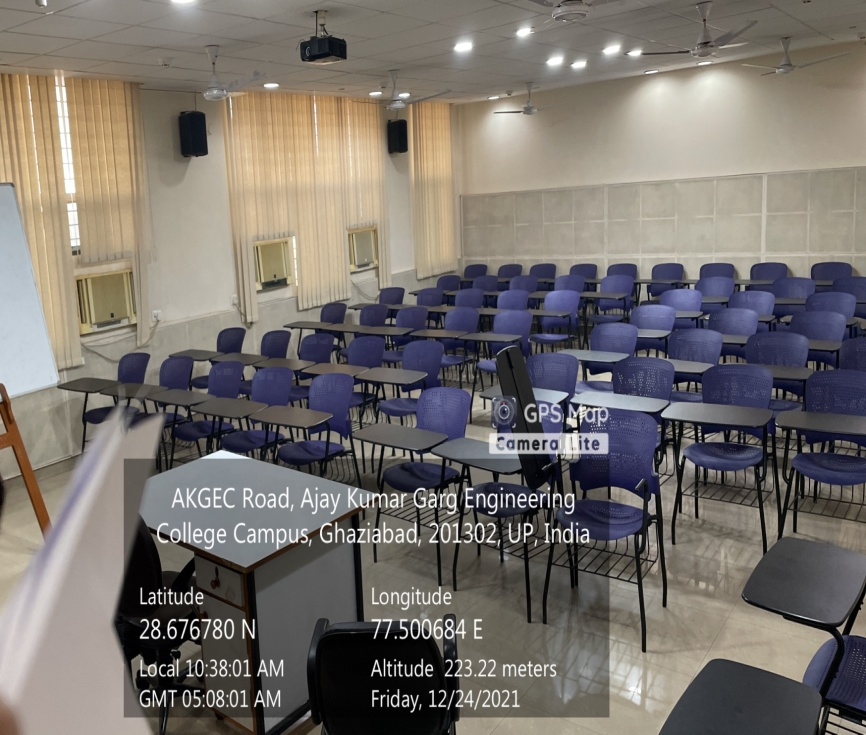 GPS Map
Camera Lite
AKGEC Road, Ajay Kumar Garg Engineering
College Campus, Ghaziabad, 201302, UP, India
Latitude
Longitude
28.676780 N
77.500684 E
Local 10:38:01 AM
Altitude 223.22 meters
GMT 05:08:01 AM
Friday, 12/24/2021